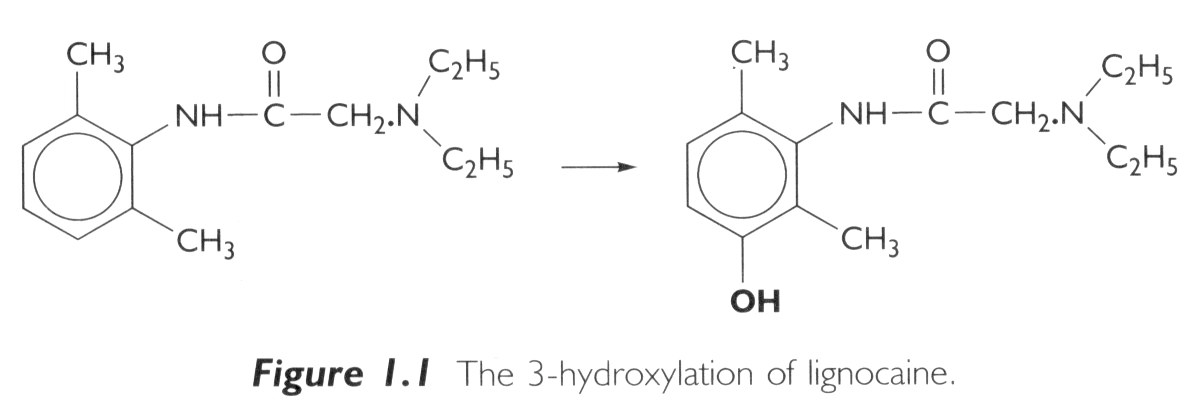 CH₃ O C₂H₅
NH—C—CH₂.N
C₂H₅
CH₃
CH₃ O C₂H₅
NH—C—CH₂.N
C₂H₅
CH₃
OH
Figure 1.1 The 3-hydroxylation of lignocaine.